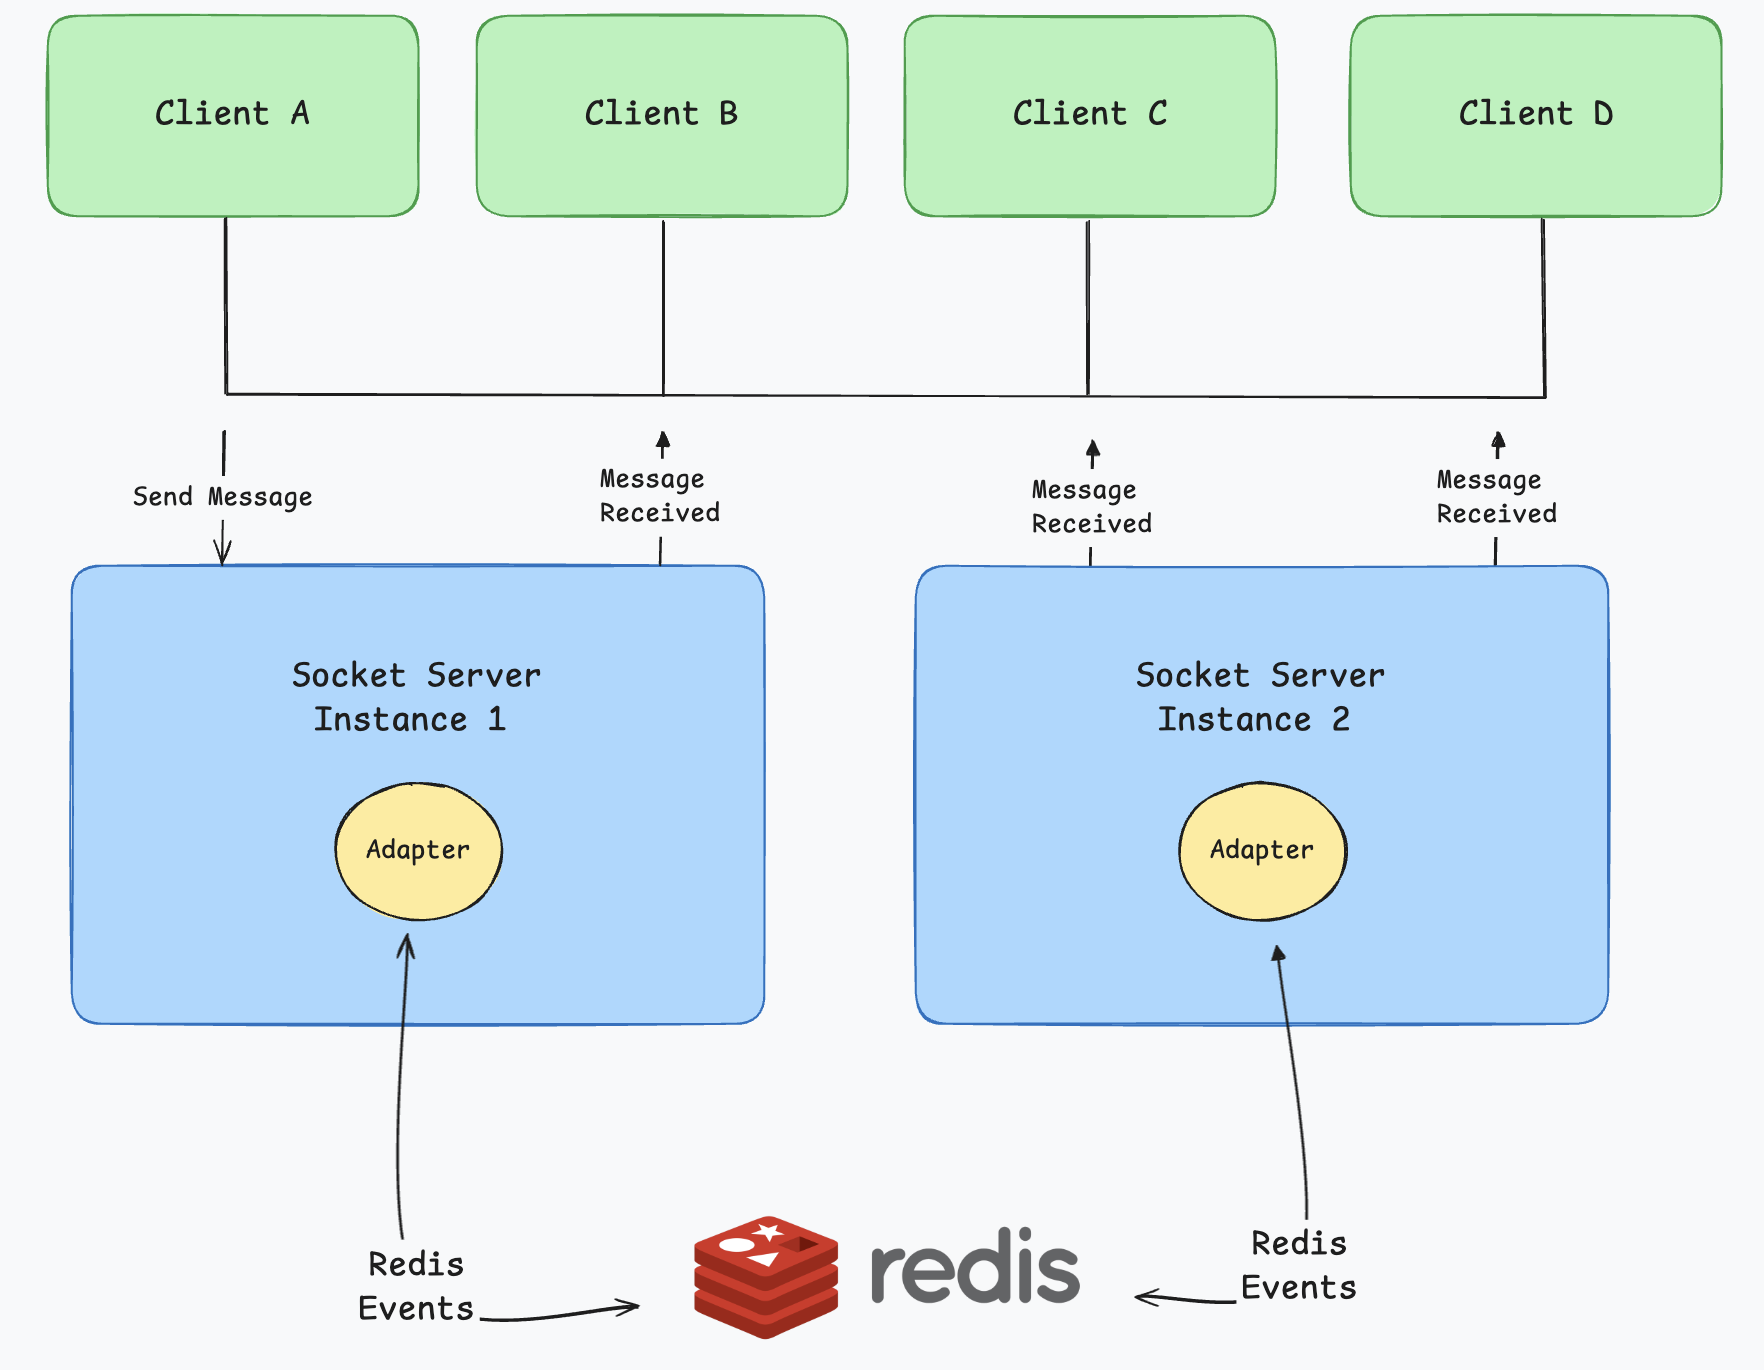 Client A
Client B
Client C
Client D
Send Message
Message
Received
Message
Received
Message
Received
Socket Server
Instance 1
Adapter
Socket Server
Instance 2
Adapter
Redis
Events
redis
Redis
Events